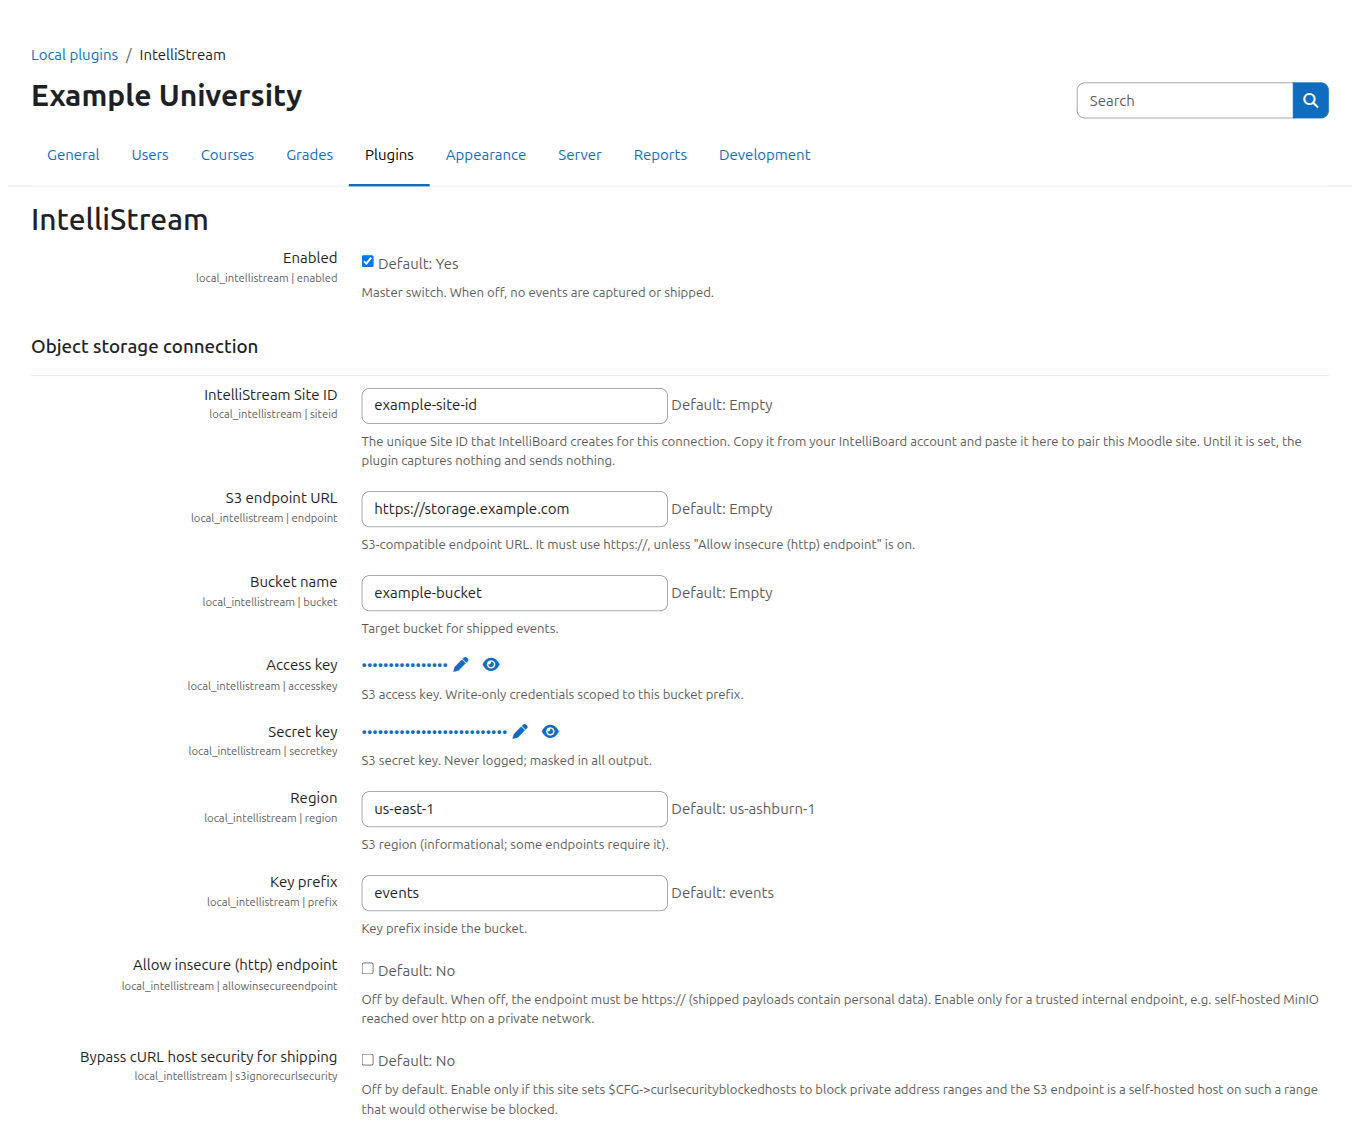 Local plugins / IntelliStream
Example University
Search
General Users Courses Grades Plugins Appearance Server Reports Development
IntelliStream
Enabled
Default: Yes
local_intellistream | enabled
Master switch. When off, no events are captured or shipped.
Object storage connection
IntelliStream Site ID
example-site-id Default: Empty
local_intellistream | siteid
The unique Site ID that IntelliBoard creates for this connection. Copy it from your IntelliBoard account and paste it here to pair this Moodle site. Until it is set, the
plugin captures nothing and sends nothing.
S3 endpoint URL
https://storage.example.com Default: Empty
local_intellistream | endpoint
S3-compatible endpoint URL. It must use https://, unless "Allow insecure (http) endpoint" is on.
Bucket name
example-bucket Default: Empty
local_intellistream | bucket
Target bucket for shipped events.
Access key
••••••••••••••••
local_intellistream | accesskey
S3 access key. Write-only credentials scoped to this bucket prefix.
Secret key
•••••••••••••••••••••••••••
local_intellistream | secretkey
S3 secret key. Never logged; masked in all output.
Region
us-east-1 Default: us-ashburn-1
local_intellistream | region
S3 region (informational; some endpoints require it).
Key prefix
events Default: events
local_intellistream | prefix
Key prefix inside the bucket.
Allow insecure (http) endpoint
Default: No
local_intellistream | allowinsecureendpoint
Off by default. When off, the endpoint must be https:// (shipped payloads contain personal data). Enable only for a trusted internal endpoint, e.g. self-hosted MinIO
reached over http on a private network.
Bypass cURL host security for shipping
Default: No
local_intellistream | s3ignorecurlsecurity
Off by default. Enable only if this site sets $CFG->curlsecurityblockedhosts to block private address ranges and the S3 endpoint is a self-hosted host on such a range
that would otherwise be blocked.